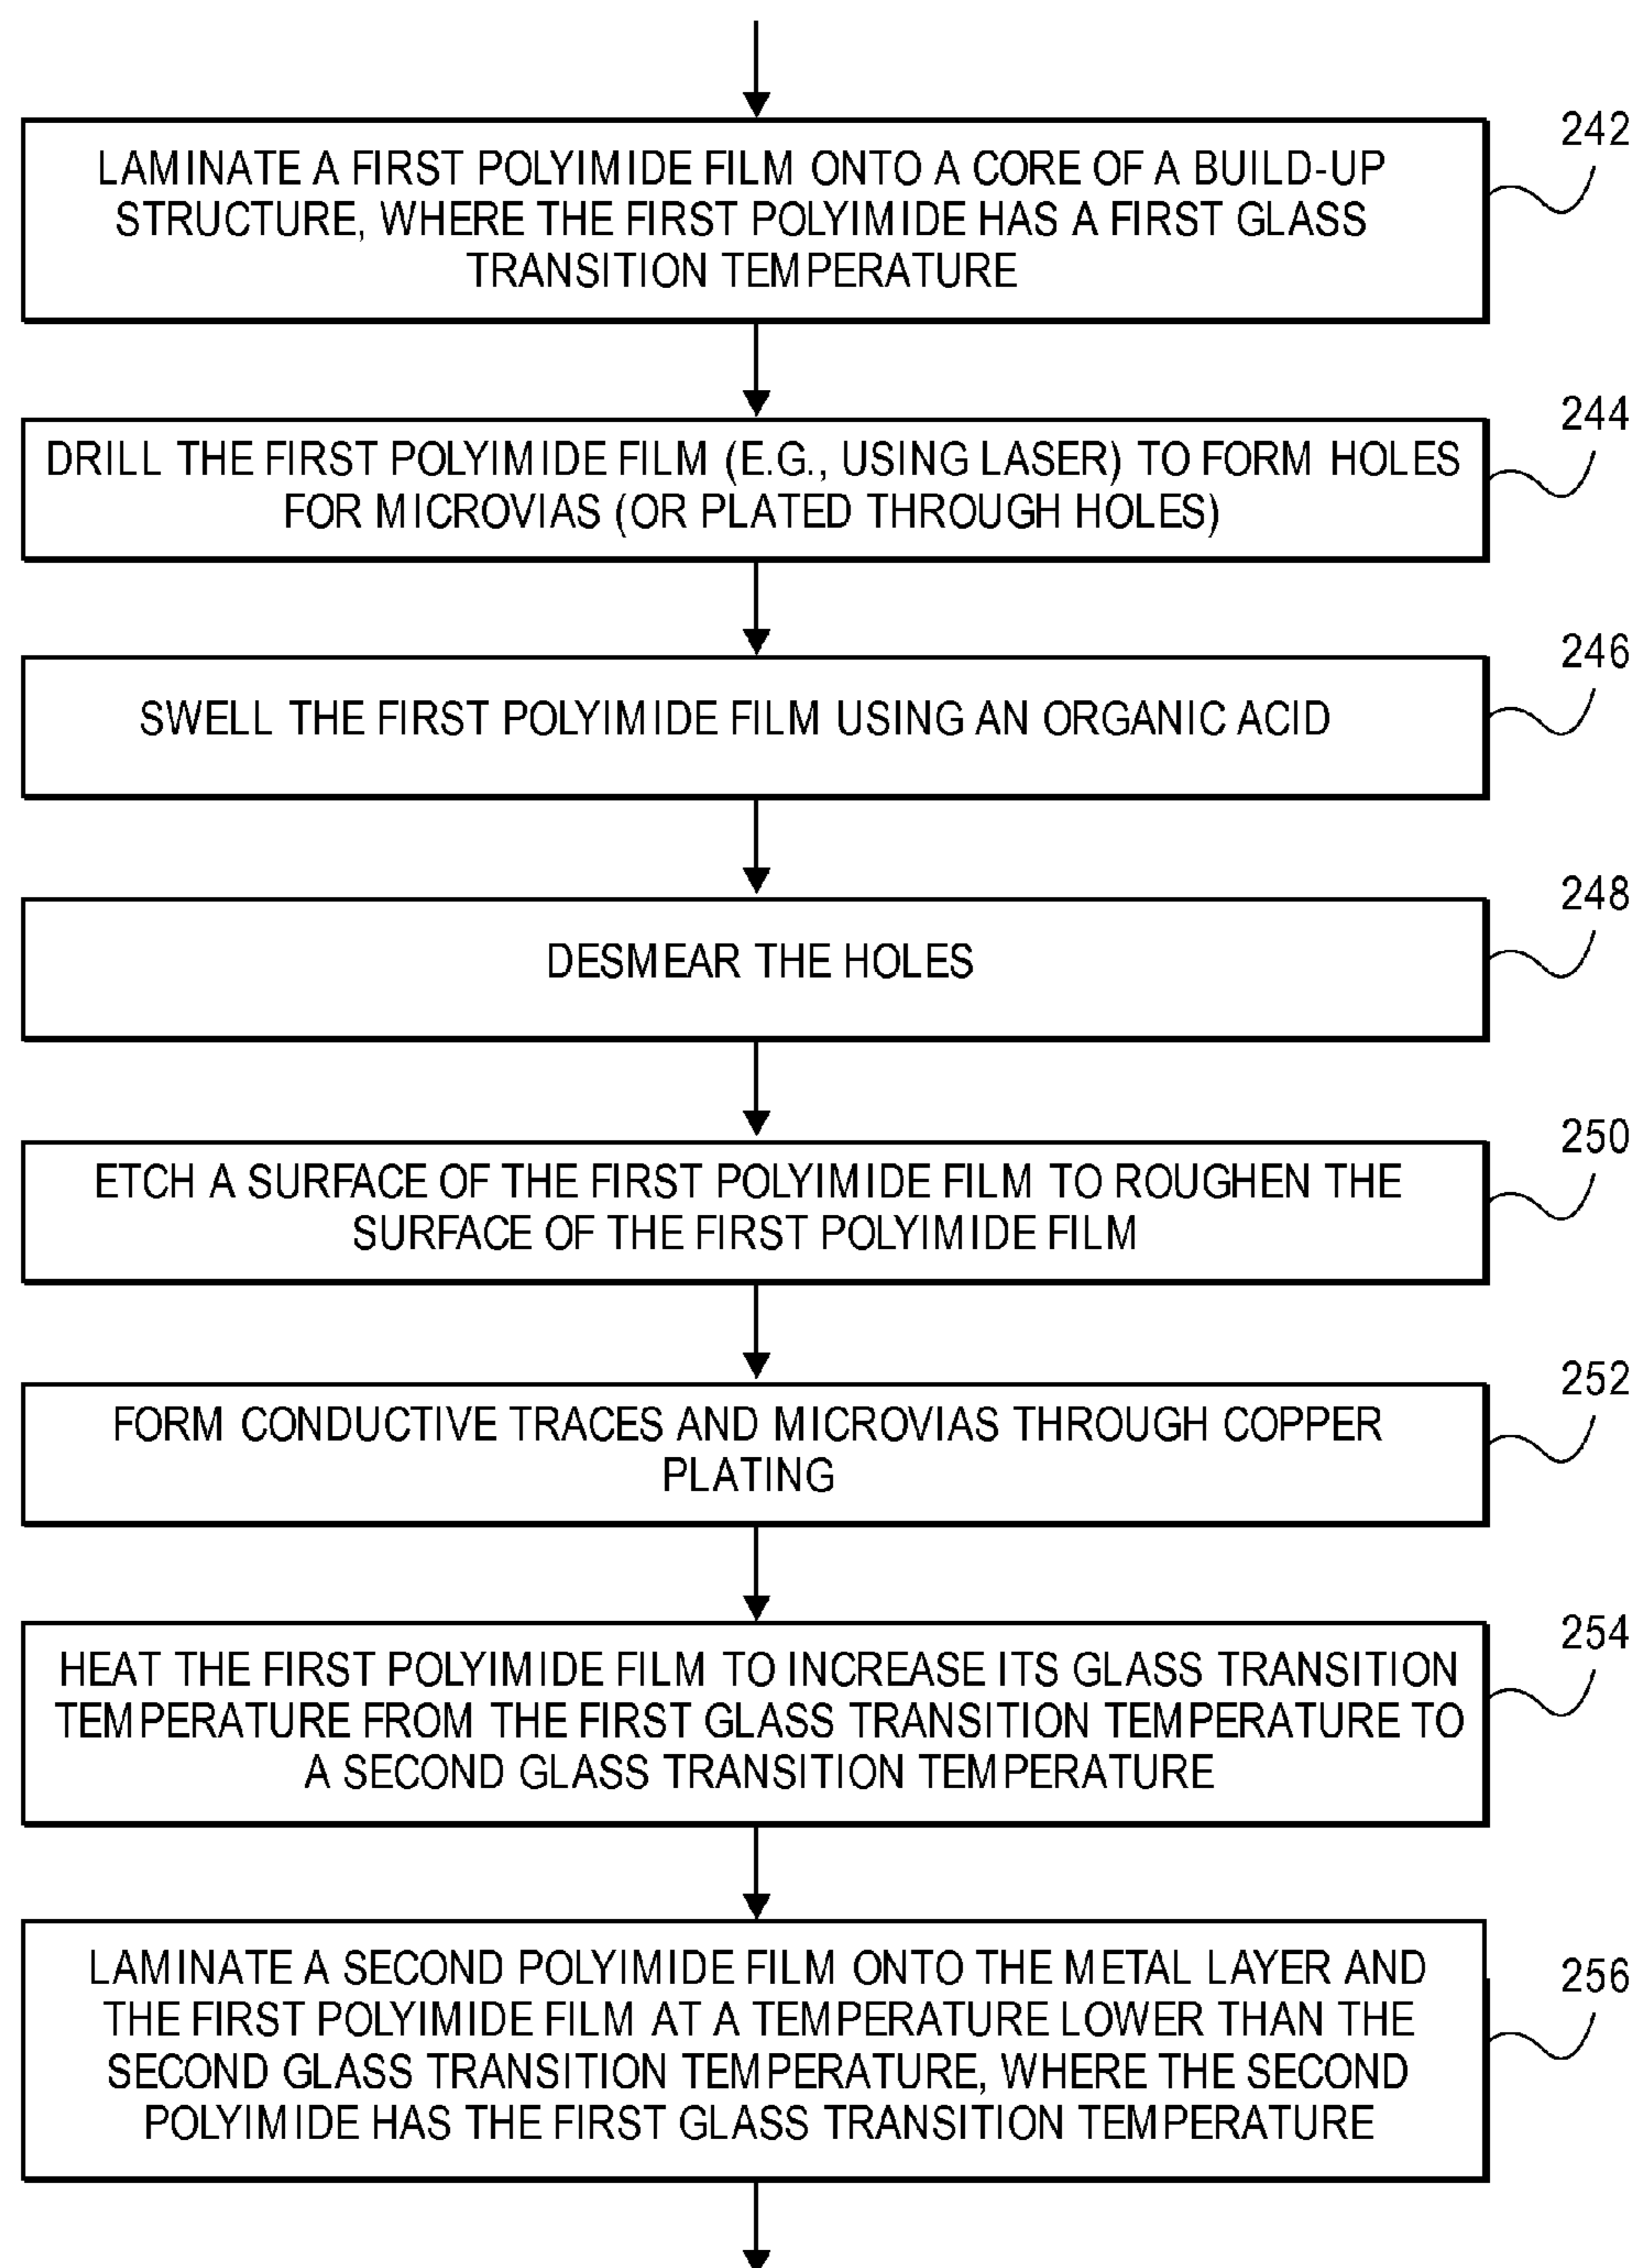 242
LAMINATE A FIRST POLYIMIDE FILM ONTO A CORE OF A BUILD-UP
STRUCTURE, WHERE THE FIRST POLYIMIDE HAS A FIRST GLASS
TRANSITION TEMPERATURE
244
DRILL THE FIRST POLYIMIDE FILM (E.G., USING LASER) TO FORM HOLES
FOR MICROVIAS (OR PLATED THROUGH HOLES)
246
SWELL THE FIRST POLYIMIDE FILM USING AN ORGANIC ACID
248
DESMEAR THE HOLES
250
ETCH A SURFACE OF THE FIRST POLYIMIDE FILM TO ROUGHEN THE
SURFACE OF THE FIRST POLYIMIDE FILM
252
FORM CONDUCTIVE TRACES AND MICROVIAS THROUGH COPPER
PLATING
254
HEAT THE FIRST POLYIMIDE FILM TO INCREASE ITS GLASS TRANSITION
TEMPERATURE FROM THE FIRST GLASS TRANSITION TEMPERATURE TO
A SECOND GLASS TRANSITION TEMPERATURE
256
LAMINATE A SECOND POLYIMIDE FILM ONTO THE METAL LAYER AND
THE FIRST POLYIMIDE FILM AT A TEMPERATURE LOWER THAN THE
SECOND GLASS TRANSITION TEMPERATURE, WHERE THE SECOND
POLYIMIDE HAS THE FIRST GLASS TRANSITION TEMPERATURE